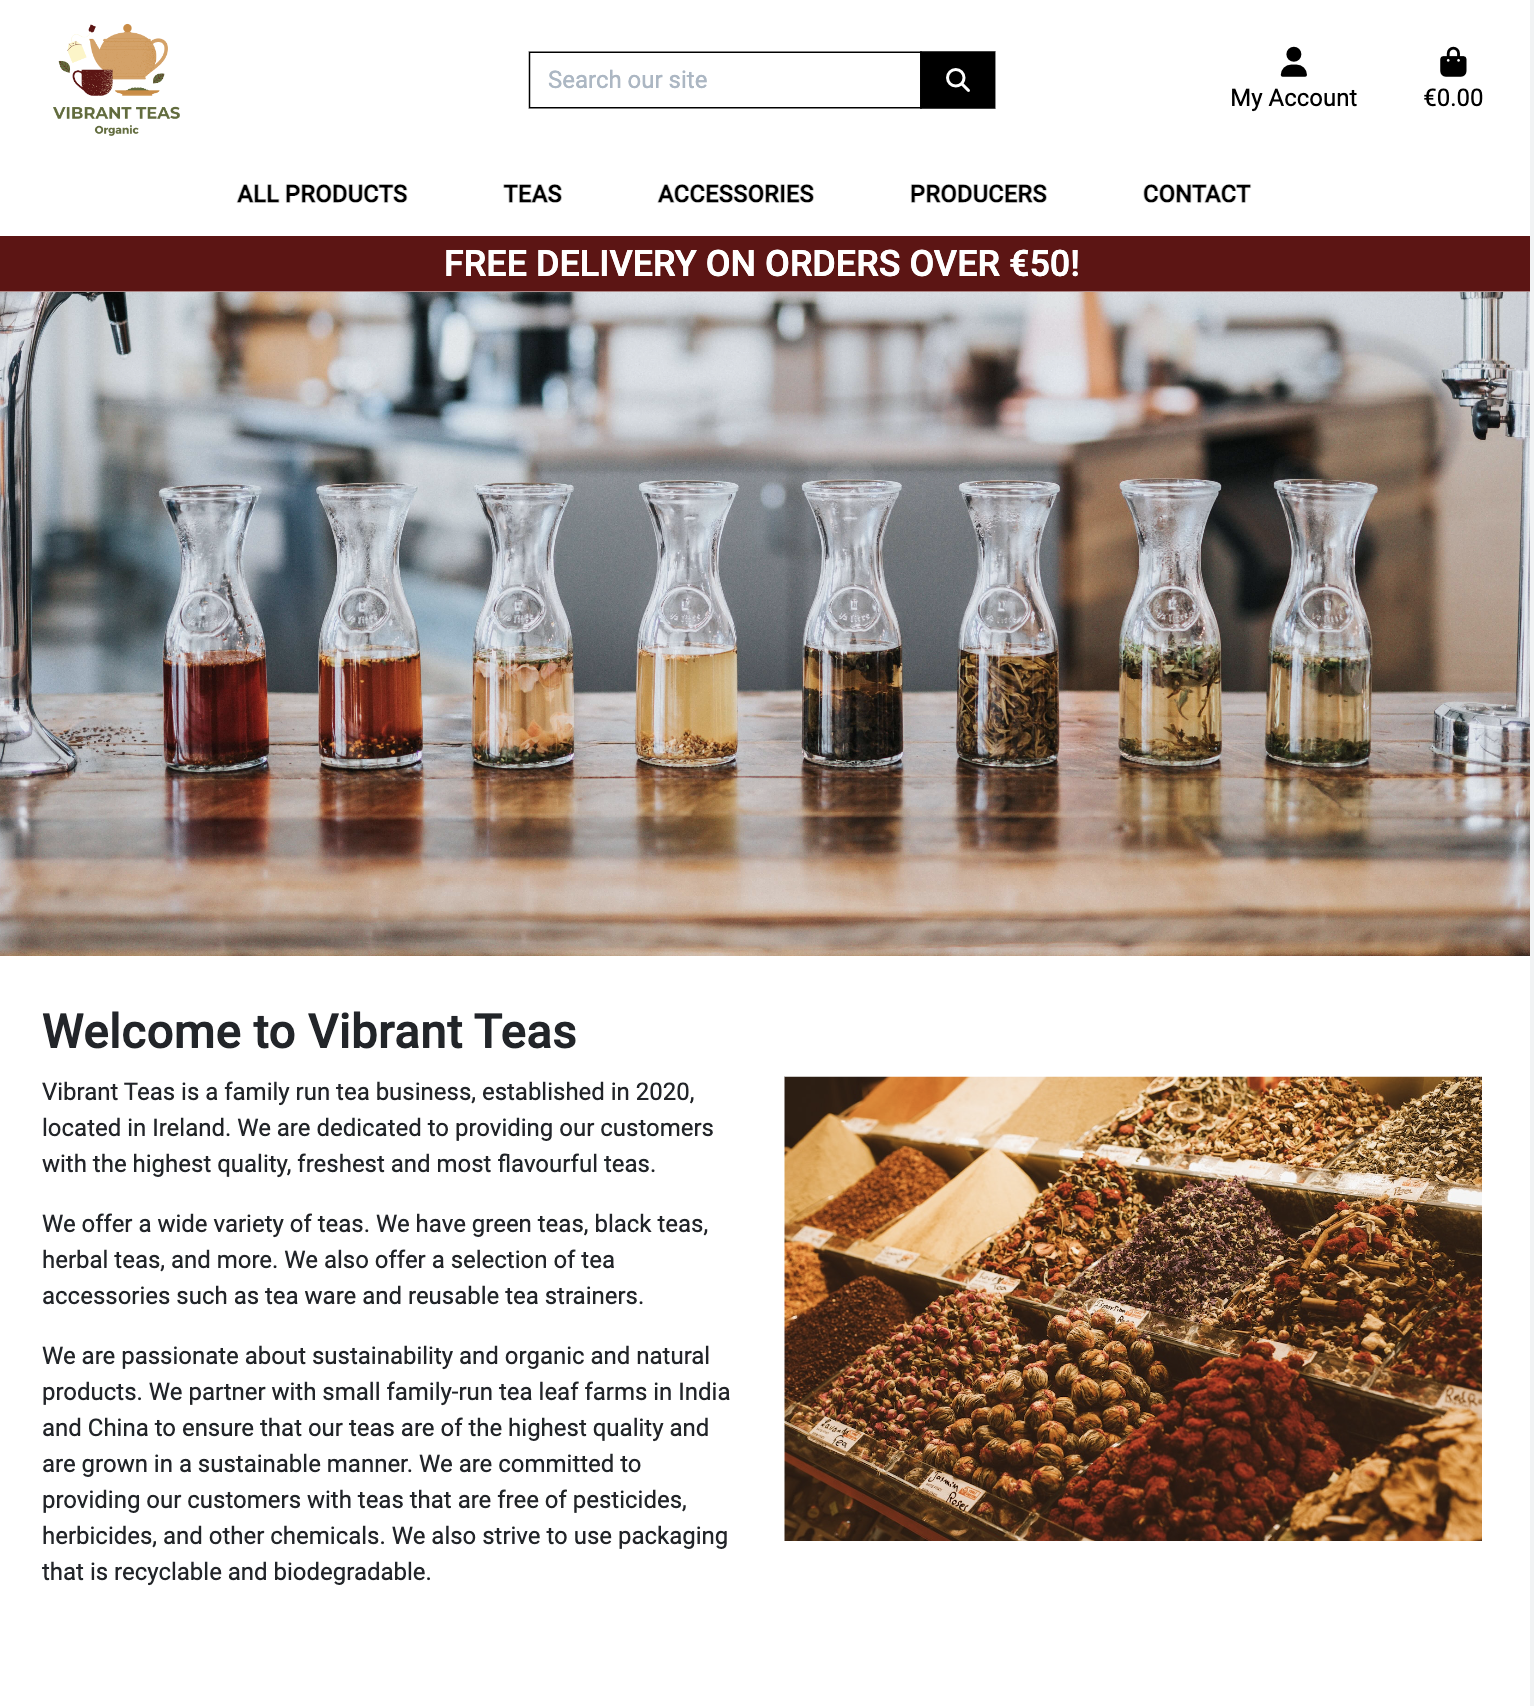 VIBRANT TEAS
Organic
Search our site
My Account
€0.00
ALL PRODUCTS
TEAS
ACCESSORIES
PRODUCERS
CONTACT
FREE DELIVERY ON ORDERS OVER €50!
Welcome to Vibrant Teas
Vibrant Teas is a family run tea business, established in 2020,
located in Ireland. We are dedicated to providing our customers
with the highest quality, freshest and most flavourful teas.
We offer a wide variety of teas. We have green teas, black teas,
herbal teas, and more. We also offer a selection of tea
accessories such as tea ware and reusable tea strainers.
We are passionate about sustainability and organic and natural
products. We partner with small family-run tea leaf farms in India
and China to ensure that our teas are of the highest quality and
are grown in a sustainable manner. We are committed to
providing our customers with teas that are free of pesticides,
herbicides, and other chemicals. We also strive to use packaging
that is recyclable and biodegradable.
Tea
Jasmin
Roses